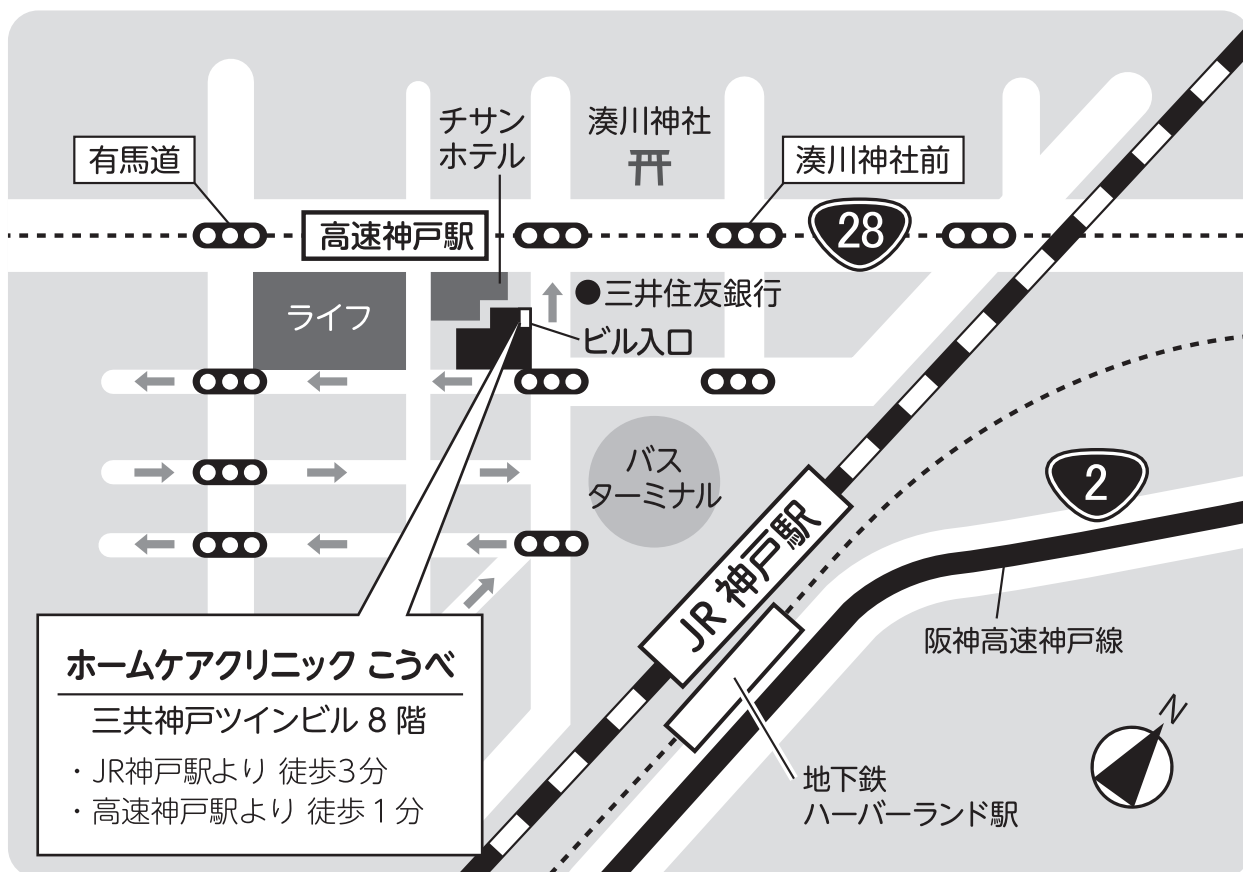 チサン
ホテル
湊川神社
有馬道
湊川神社前
高速神戸駅
28
ライフ
●三井住友銀行
ビル入口
バス
ターミナル
2
JR 神戸駅
阪神高速神戸線
ホームケアクリニック こうべ
三共神戸ツインビル 8 階
・ JR神戸駅より 徒歩3分
・ 高速神戸駅より 徒歩 1 分
N
地下鉄
ハーバーランド駅